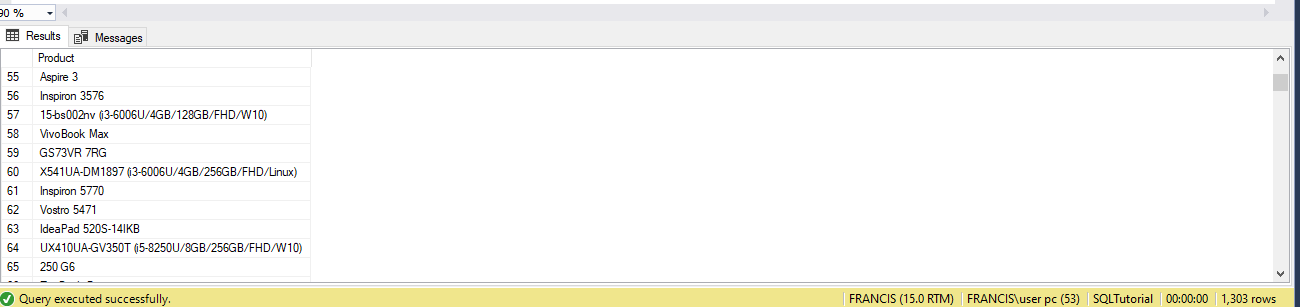 90 %
Results Messages
Product
55 Aspire 3
56 Inspiron 3576
57 15-bs002nv (i3-6006U/4GB/128GB/FHD/W10)
58 VivoBook Max
59 GS73VR 7RG
60 X541UA-DM1897 (i3-6006U/4GB/256GB/FHD/Linux)
61 Inspiron 5770
62 Vostro 5471
63 IdeaPad 520S-14IKB
64 UX410UA-GV350T (i5-8250U/8GB/256GB/FHD/W10)
65 250 G6
Query executed successfully. FRANCIS (15.0 RTM) FRANCIS\user pc (53) SQLTutorial 00:00:00 1,303 rows